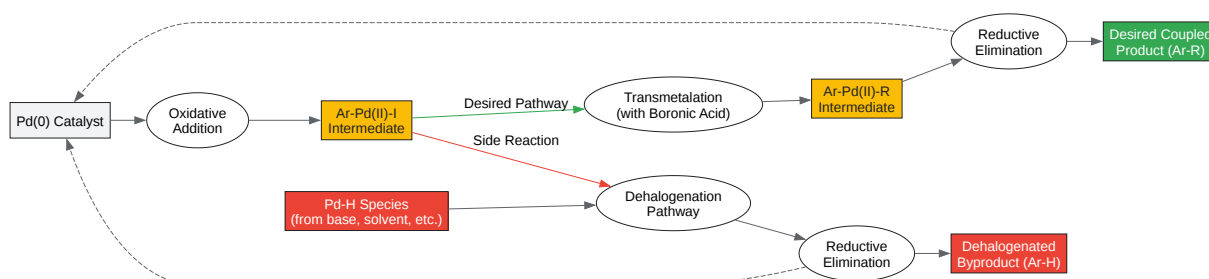 Reductive
Elimination
Desired Coupled
Product (Ar-R)
Pd(0) Catalyst
Oxidative
Addition
Ar-Pd(II)-I
Intermediate
Desired Pathway
Transmetalation
(with Boronic Acid)
Ar-Pd(II)-R
Intermediate
Side Reaction
Pd-H Species
(from base, solvent, etc.)
Dehalogenation
Pathway
Reductive
Elimination
Dehalogenated
Byproduct (Ar-H)